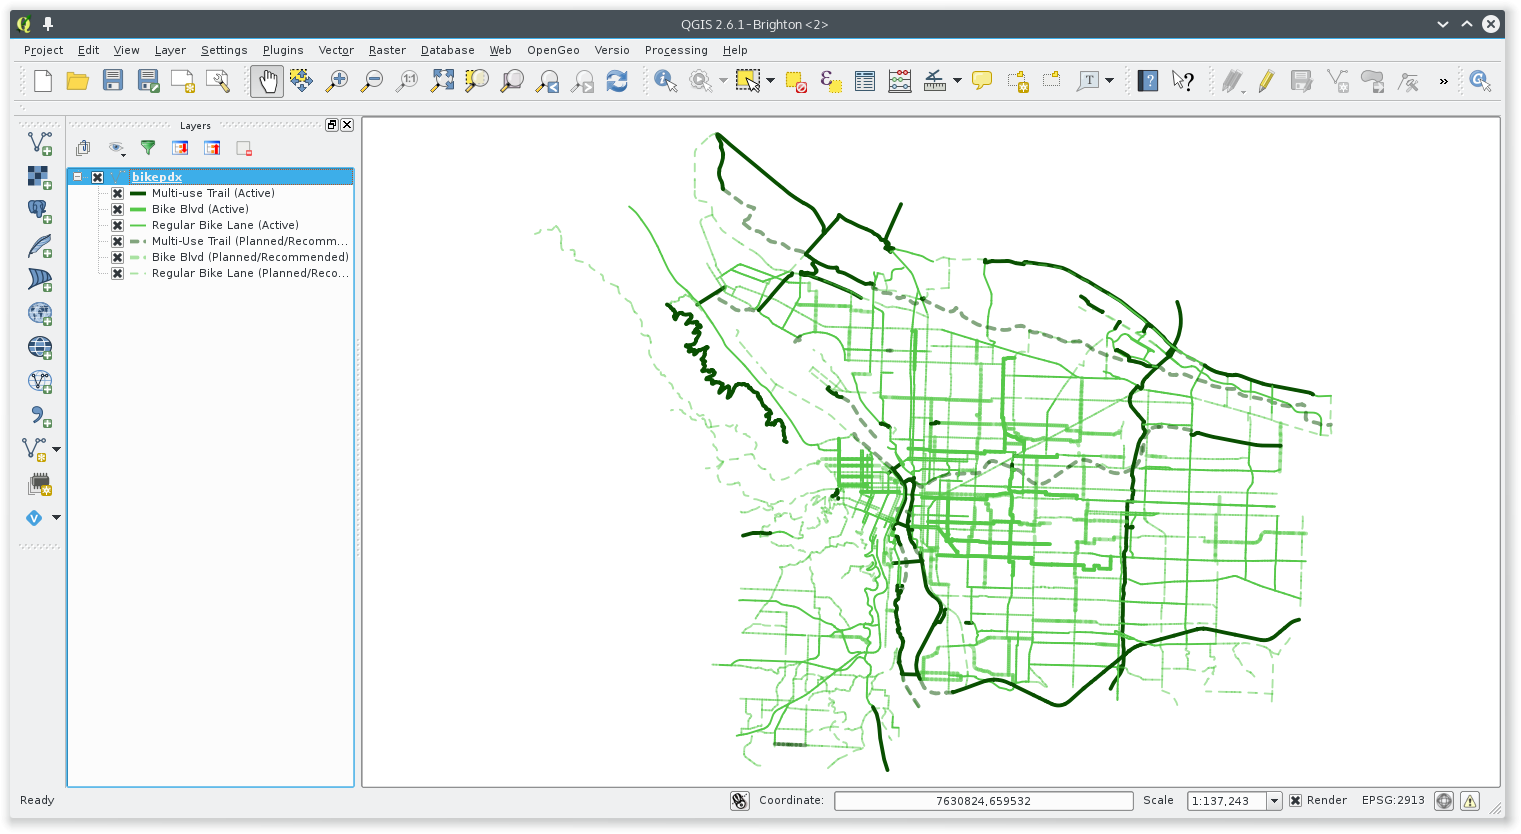 QGIS 2.6.1 - Brighton <2>
Project Edit View Layer Settings Plugins Vector Raster Database Web OpenGeo Versio Processing Help
1:1 ε T ? ? »
Layers
bikepdx
Multi-use Trail (Active)
Bike Blvd (Active)
Regular Bike Lane (Active)
Multi-Use Trail (Planned/Recomm...
Bike Blvd (Planned/Recommended)
Regular Bike Lane (Planned/Reco...
V
Ready Coordinate: 7630824,659532 Scale 1:137,243 Render EPSG:2913